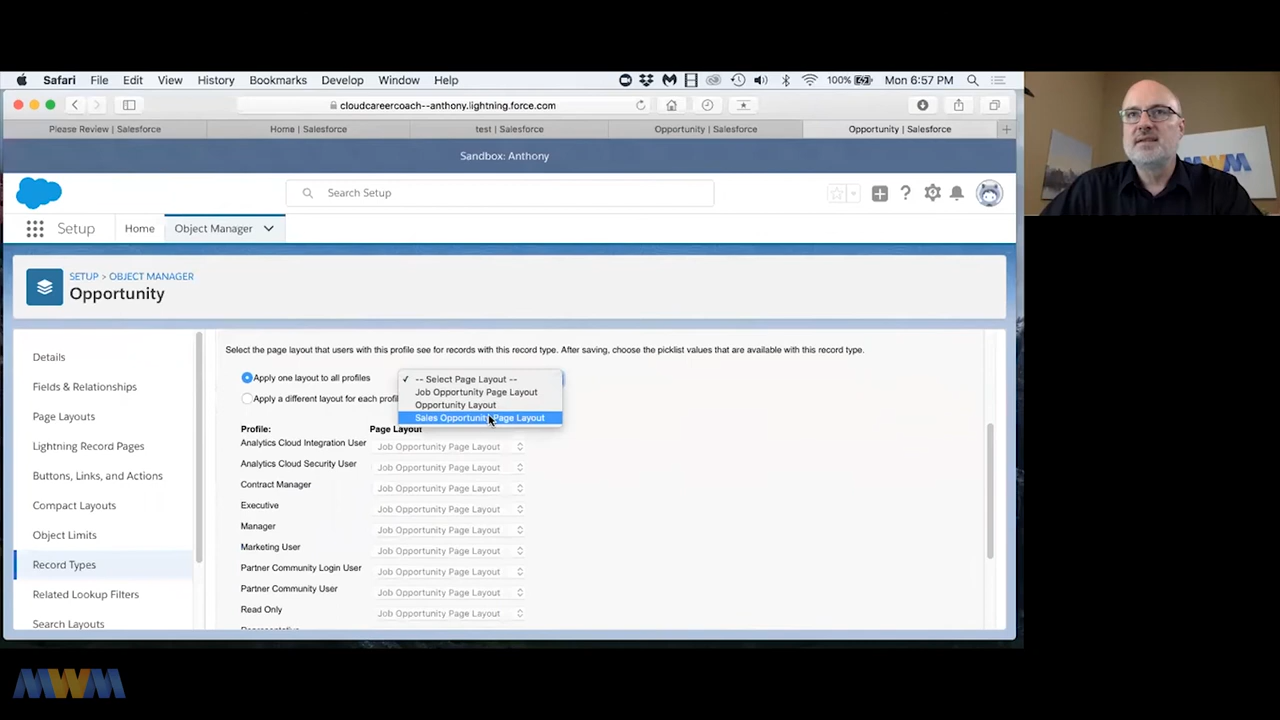 Safari File Edit View History Bookmarks Develop Window Help 100% Mon 6:57 PM
cloudcareercoach--anthony.lightning.force.com
Please Review | Salesforce Home | Salesforce test | Salesforce Opportunity | Salesforce Opportunity | Salesforce
Sandbox: Anthony
Search Setup
Setup Home Object Manager
SETUP > OBJECT MANAGER
Opportunity
Details
Fields & Relationships
Page Layouts
Lightning Record Pages
Buttons, Links, and Actions
Compact Layouts
Object Limits
Record Types
Related Lookup Filters
Search Layouts
Select the page layout that users with this profile see for records with this record type. After saving, choose the picklist values that are available with this record type.
Apply one layout to all profiles
-- Select Page Layout --
Job Opportunity Page Layout
Opportunity Layout
Sales Opportunity Page Layout
Apply a different layout for each profil
Profile: Page Layout
Analytics Cloud Integration User Job Opportunity Page Layout
Analytics Cloud Security User Job Opportunity Page Layout
Contract Manager Job Opportunity Page Layout
Executive Job Opportunity Page Layout
Manager Job Opportunity Page Layout
Marketing User Job Opportunity Page Layout
Partner Community Login User Job Opportunity Page Layout
Partner Community User Job Opportunity Page Layout
Read Only Job Opportunity Page Layout
MWM
MWM